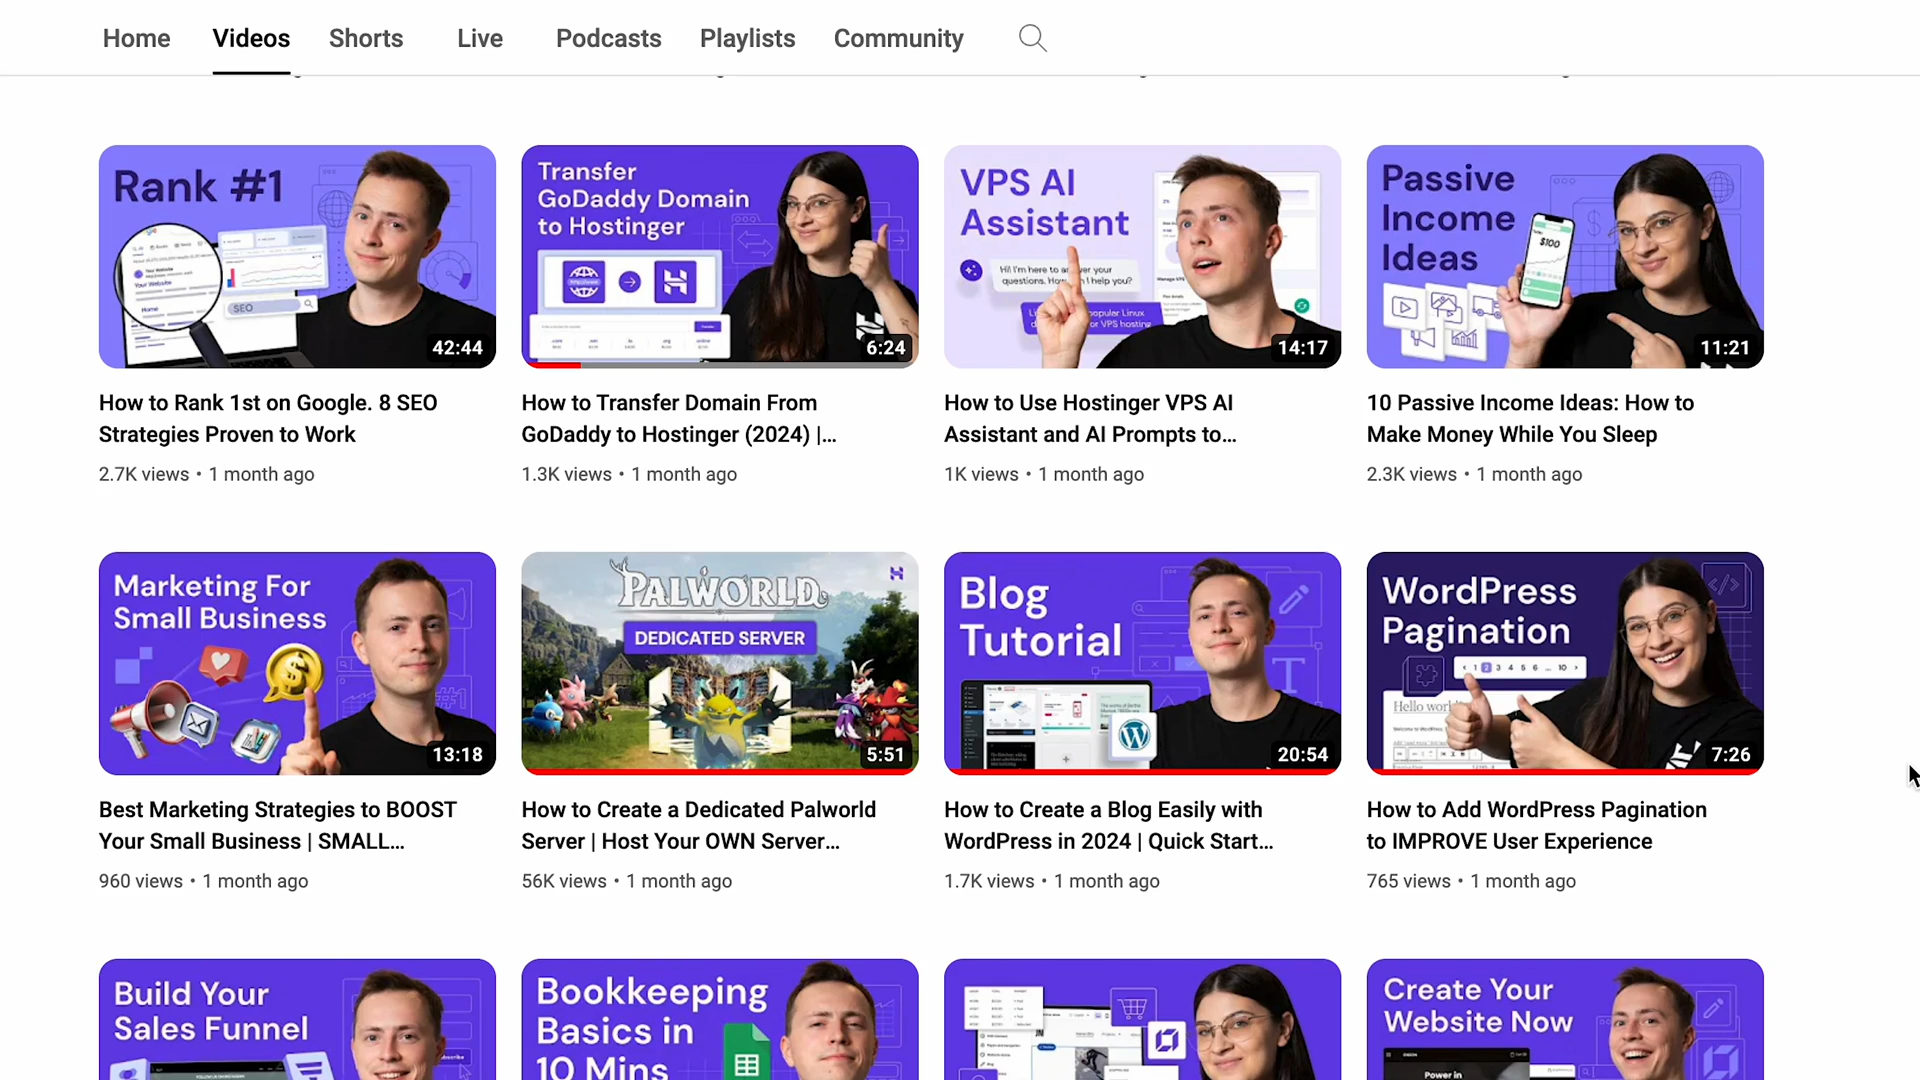 Home Videos Shorts Live Podcasts Playlists Community
Rank #1
SEO
42:44
Transfer
GoDaddy Domain
to Hostinger
6:24
VPS AI
Assistant
14:17
Passive
Income
Ideas
$100
11:21
How to Rank 1st on Google. 8 SEO
Strategies Proven to Work
2.7K views • 1 month ago
How to Transfer Domain From
GoDaddy to Hostinger (2024) |...
1.3K views • 1 month ago
How to Use Hostinger VPS AI
Assistant and AI Prompts to...
1K views • 1 month ago
10 Passive Income Ideas: How to
Make Money While You Sleep
2.3K views • 1 month ago
Marketing For
Small Business
13:18
PALWORLD
DEDICATED SERVER
5:51
Blog
Tutorial
20:54
WordPress
Pagination
‹ 1 2 3 4 5 6 ... 10 ›
7:26
Best Marketing Strategies to BOOST
Your Small Business | SMALL...
960 views • 1 month ago
How to Create a Dedicated Palworld
Server | Host Your OWN Server...
56K views • 1 month ago
How to Create a Blog Easily with
WordPress in 2024 | Quick Start...
1.7K views • 1 month ago
How to Add WordPress Pagination
to IMPROVE User Experience
765 views • 1 month ago
Build Your
Sales Funnel
Bookkeeping
Basics in
10 Mins
Create Your
Website Now
Power in